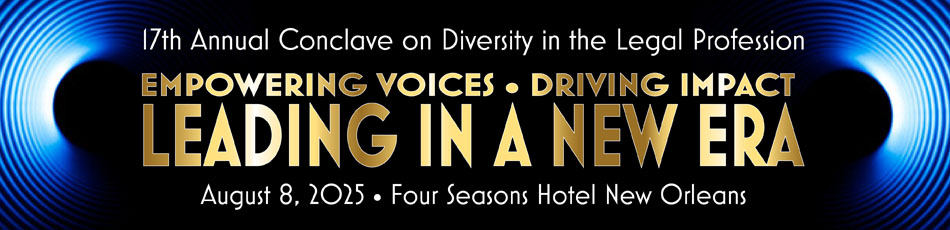 17th Annual Conclave on Diversity in the Legal Profession
EMPOWERING VOICES • DRIVING IMPACT
LEADING IN A NEW ERA
August 8, 2025 • Four Seasons Hotel New Orleans